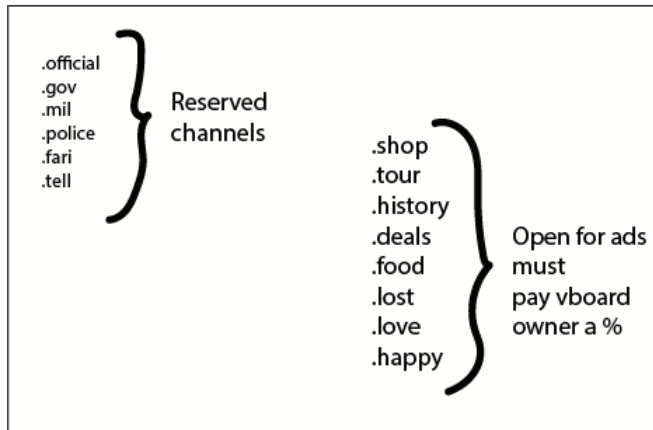 .official
.gov
.mil
.police
.fari
.tell
Reserved
channels
.shop
.tour
.history
.deals
.food
.lost
.love
.happy
Open for ads
must
pay vboard
owner a %